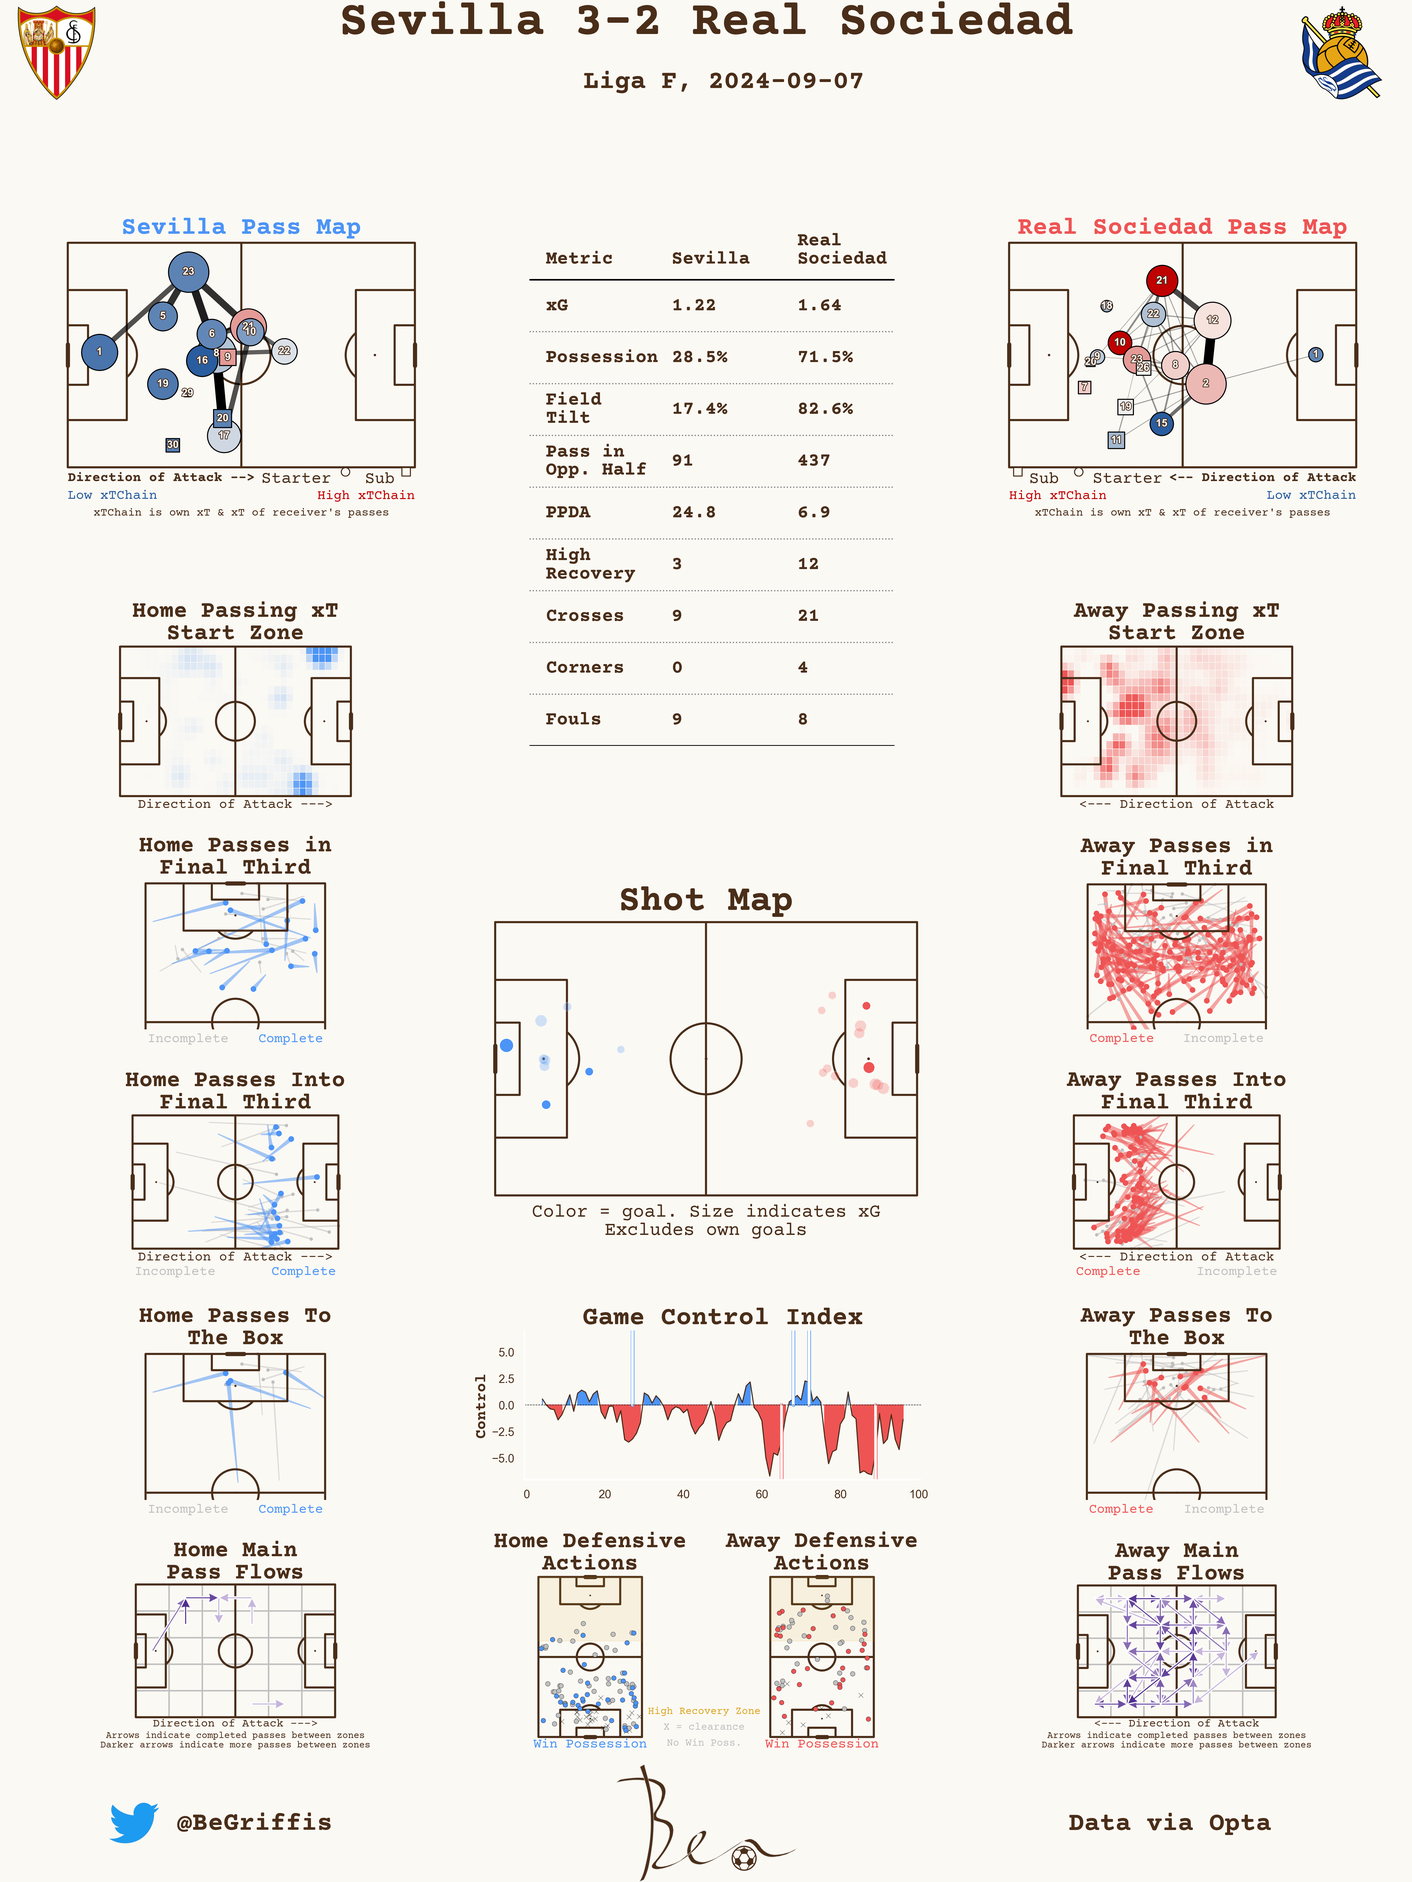 Sevilla 3-2 Real Sociedad
Liga F, 2024-09-07
Sevilla Pass Map
23
5
6
21
10
1
16
8
9
22
19
29
20
17
30
Direction of Attack --> Starter Sub
Low xTChain High xTChain
xTChain is own xT & xT of receiver's passes
Metric Sevilla Real Sociedad
xG 1.22 1.64
Possession 28.5% 71.5%
Field Tilt 17.4% 82.6%
Pass in Opp. Half 91 437
PPDA 24.8 6.9
High Recovery 3 12
Crosses 9 21
Corners 0 4
Fouls 9 8
Real Sociedad Pass Map
21
18
22
12
10
9
20
23
26
8
1
7
2
19
15
11
Sub Starter <-- Direction of Attack
High xTChain Low xTChain
xTChain is own xT & xT of receiver's passes
Home Passing xT
Start Zone
Direction of Attack --->
Away Passing xT
Start Zone
<--- Direction of Attack
Home Passes in
Final Third
Incomplete Complete
Away Passes in
Final Third
Complete Incomplete
Shot Map
Color = goal. Size indicates xG
Excludes own goals
Home Passes Into
Final Third
Direction of Attack --->
Incomplete Complete
Away Passes Into
Final Third
<--- Direction of Attack
Complete Incomplete
Home Passes To
The Box
Incomplete Complete
Game Control Index
Control
5.0
2.5
0.0
−2.5
−5.0
0 20 40 60 80 100
Away Passes To
The Box
Complete Incomplete
Home Main
Pass Flows
Direction of Attack --->
Arrows indicate completed passes between zones
Darker arrows indicate more passes between zones
Home Defensive
Actions
Win Possession
Away Defensive
Actions
Win Possession
High Recovery Zone
X = clearance
No Win Poss.
Away Main
Pass Flows
<--- Direction of Attack
Arrows indicate completed passes between zones
Darker arrows indicate more passes between zones
@BeGriffis
Ben
Data via Opta